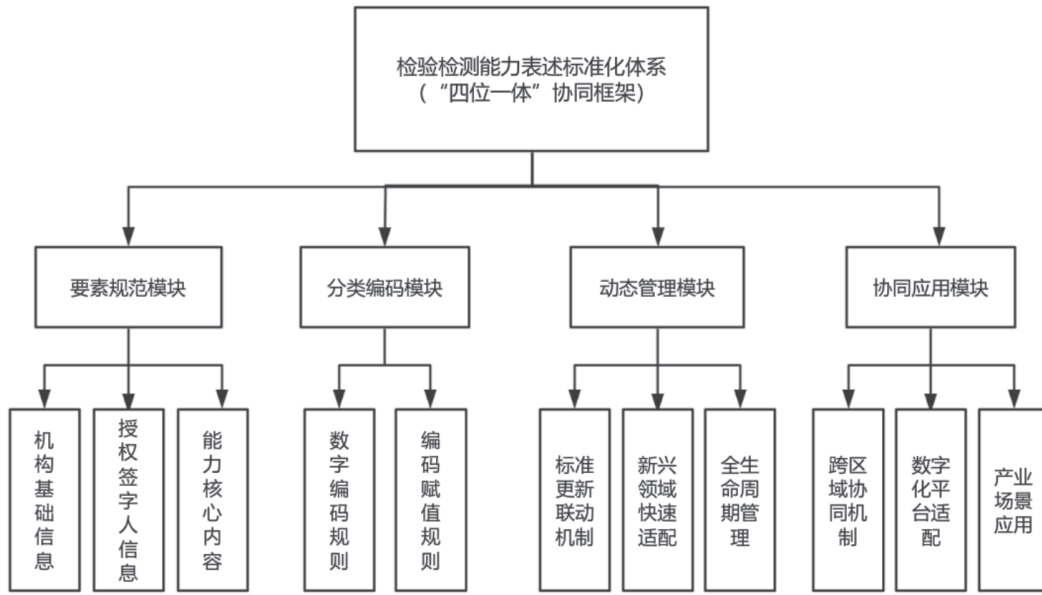 检验检测能力表述标准化体系
（“四位一体”协同框架）
要素规范模块
分类编码模块
动态管理模块
协同应用模块
机构基础信息
授权签字人信息
能力核心内容
数字编码规则
编码赋值规则
标准
更新
联动
机制
新兴
领域
快速
适配
全生
命周
期管
理
跨区
域协
同机
制
数字
化平
台适
配
产业
场景
应用